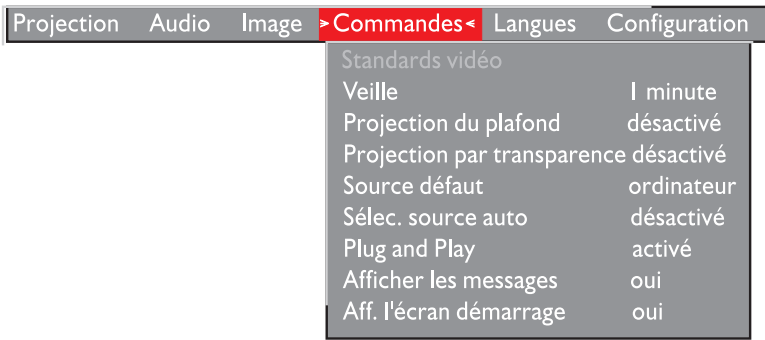 Projection Audio Image >Commandes< Langues Configuration
Standards vidéo
Veille 1 minute
Projection du plafond désactivé
Projection par transparence désactivé
Source défaut ordinateur
Sélec. source auto désactivé
Plug and Play activé
Afficher les messages oui
Aff. l'écran démarrage oui